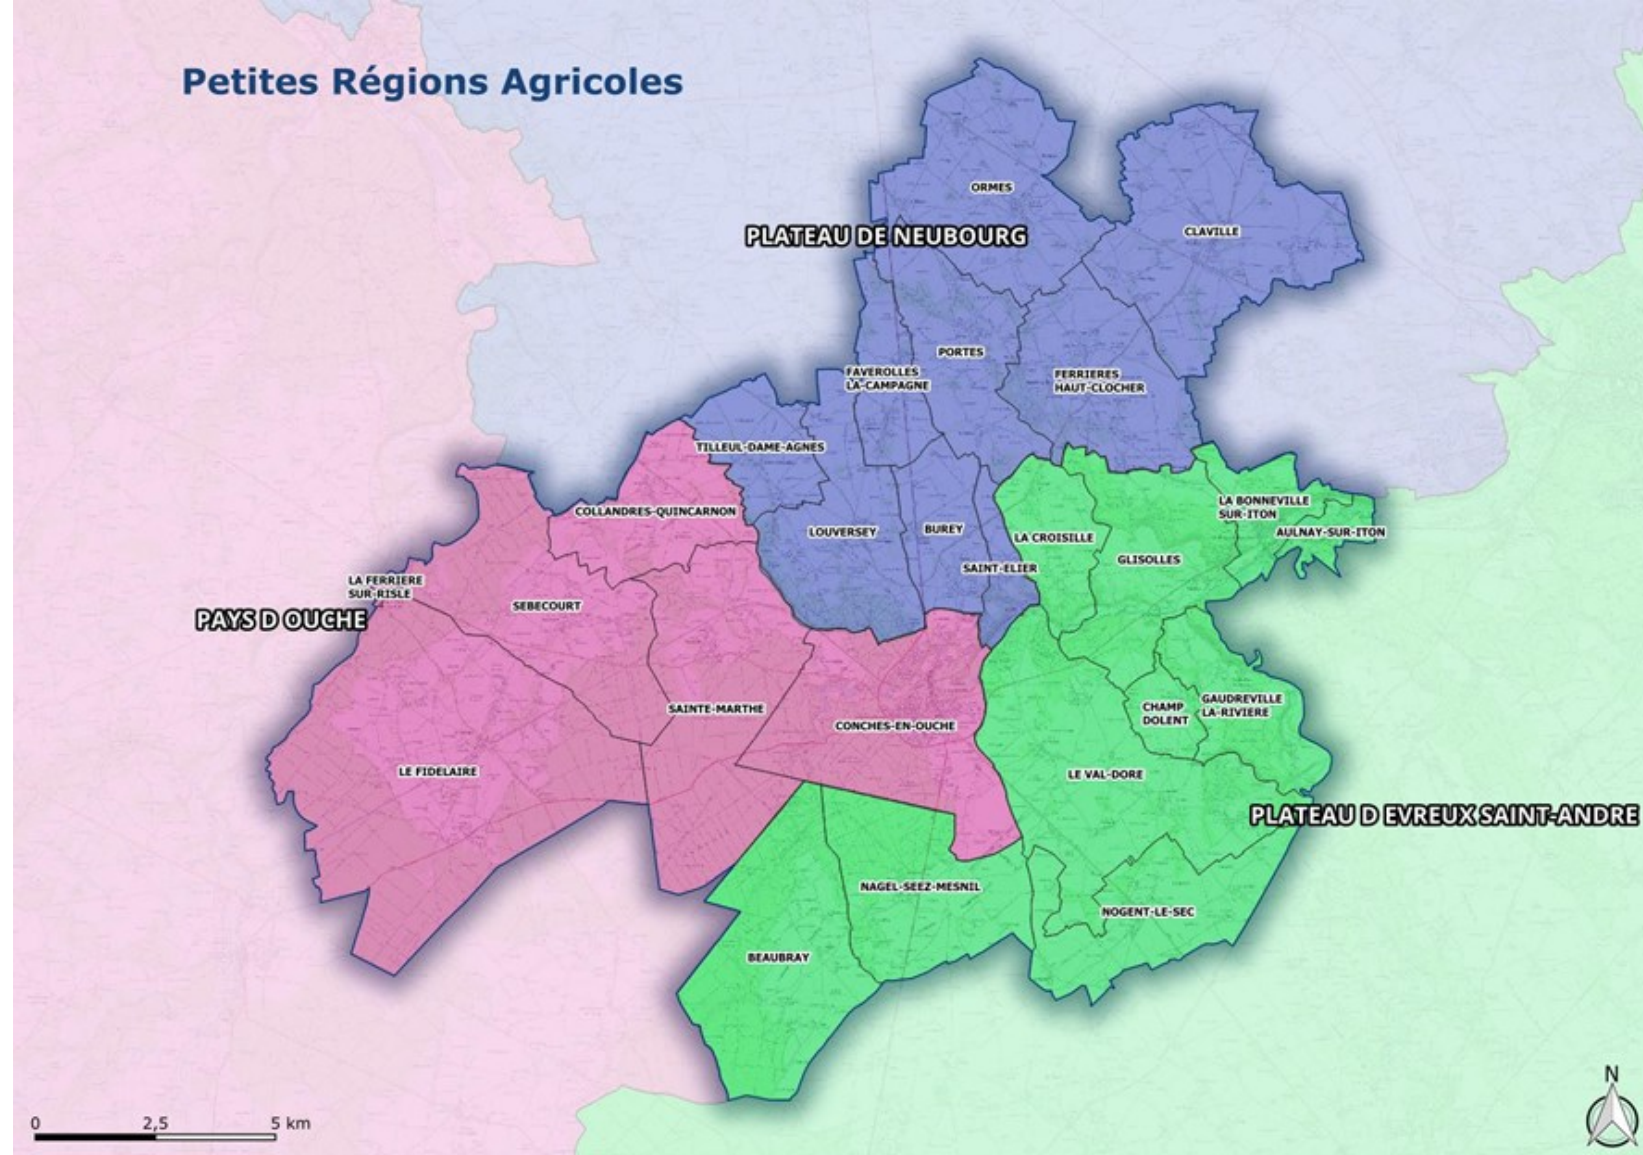 Petites Régions Agricoles
ORMES
CLAVILLE
PLATEAU DE NEUBOURG
PORTES
FAVEROLLES
LA-CAMPAGNE
FERRIERES
HAUT-CLOCHER
TILLEUL-DAME-AGNES
COLLANDRES-QUINCARNON
LOUVERSEY
BUREY
LA CROISILLE
LA BONNEVILLE
SUR-ITON
AULNAY-SUR-ITON
GLISOLLES
SAINT-ELIER
LA FERRIERE
SUR-RISLE
SEBECOURT
PAYS D OUCHE
SAINTE-MARTHE
CONCHES-EN-OUCHE
CHAMP
DOLENT
GAUDREVILLE
LA-RIVIERE
LE FIDELAIRE
LE VAL-DORE
PLATEAU D EVREUX SAINT-ANDRE
NAGEL-SEEZ-MESNIL
NOGENT-LE-SEC
BEAUBRAY
N
0 2,5 5 km